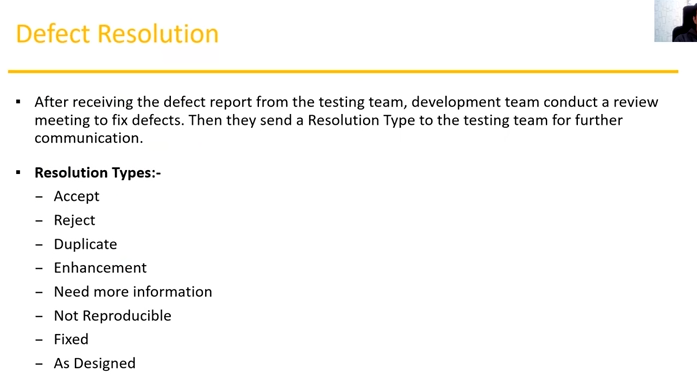 Defect Resolution
▪ After receiving the defect report from the testing team, development team conduct a review
meeting to fix defects. Then they send a Resolution Type to the testing team for further
communication.
▪ Resolution Types:-
– Accept
– Reject
– Duplicate
– Enhancement
– Need more information
– Not Reproducible
– Fixed
– As Designed